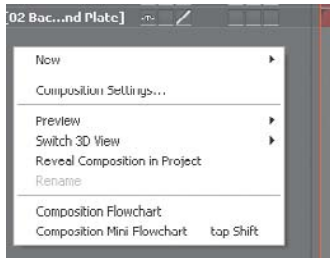 [02 Bac...nd Plate]
New
Composition Settings...
Preview
Switch 3D View
Reveal Composition in Project
Rename
Composition Flowchart
Composition Mini Flowchart tap Shift